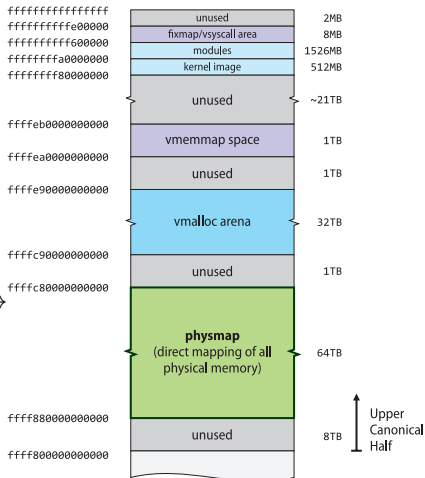 ffffffffffffffff
unused 2MB
ffffffffffe00000
fixmap/vsyscall area 8MB
ffffffffff600000
modules 1526MB
ffffffffa0000000
kernel image 512MB
ffffffff80000000
unused ~21TB
ffffeb0000000000
vmemmap space 1TB
ffffea0000000000
unused 1TB
ffffe90000000000
vmalloc arena 32TB
ffffc90000000000
unused 1TB
ffffc80000000000
physmap
(direct mapping of all 64TB
physical memory)
ffff880000000000
unused 8TB
ffff800000000000
Upper
Canonical
Half